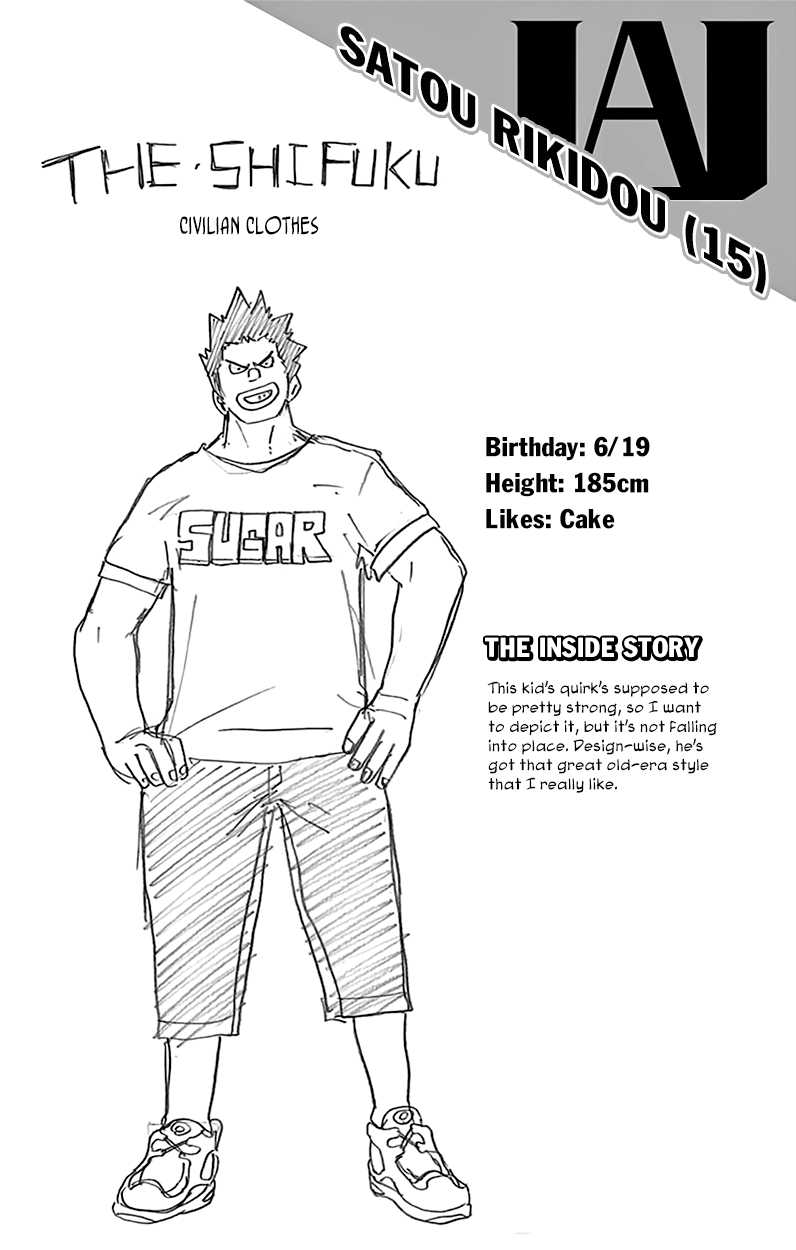 SATOU RIKIDOU (15)
UA
THE·SHIFUKU
CIVILIAN CLOTHES
SUGAR
Birthday: 6/19
Height: 185cm
Likes: Cake
THE INSIDE STORY
This kid's quirk's supposed to
be pretty strong, so I want
to depict it, but it's not falling
into place. Design-wise, he's
got that great old-era style
that I really like.